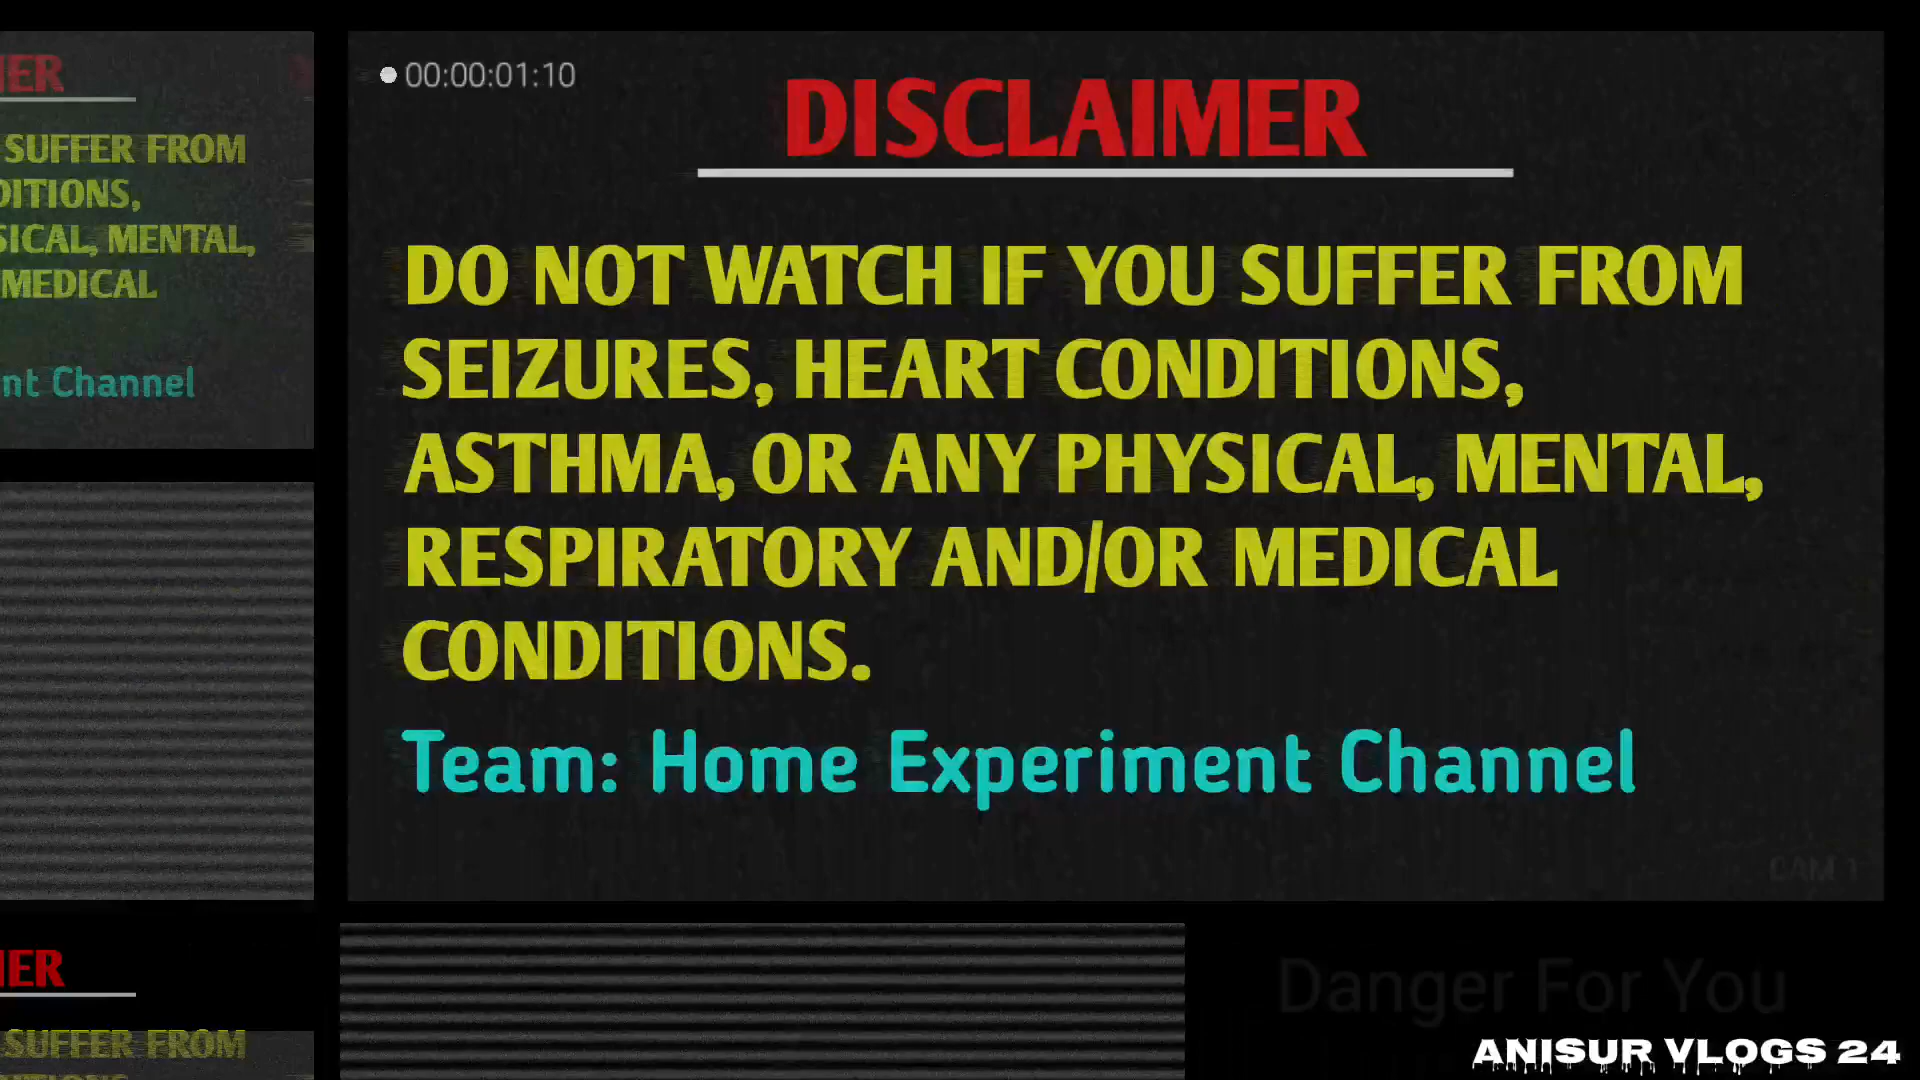 00:00:01:10
DISCLAIMER
DO NOT WATCH IF YOU SUFFER FROM
SEIZURES, HEART CONDITIONS,
ASTHMA, OR ANY PHYSICAL, MENTAL,
RESPIRATORY AND/OR MEDICAL
CONDITIONS.
Team: Home Experiment Channel
CAM 1
ER
SUFFER FROM
DITIONS,
SICAL, MENTAL,
MEDICAL
nt Channel
ER
SUFFER FROM
Danger For You
ANISUR VLOGS 24